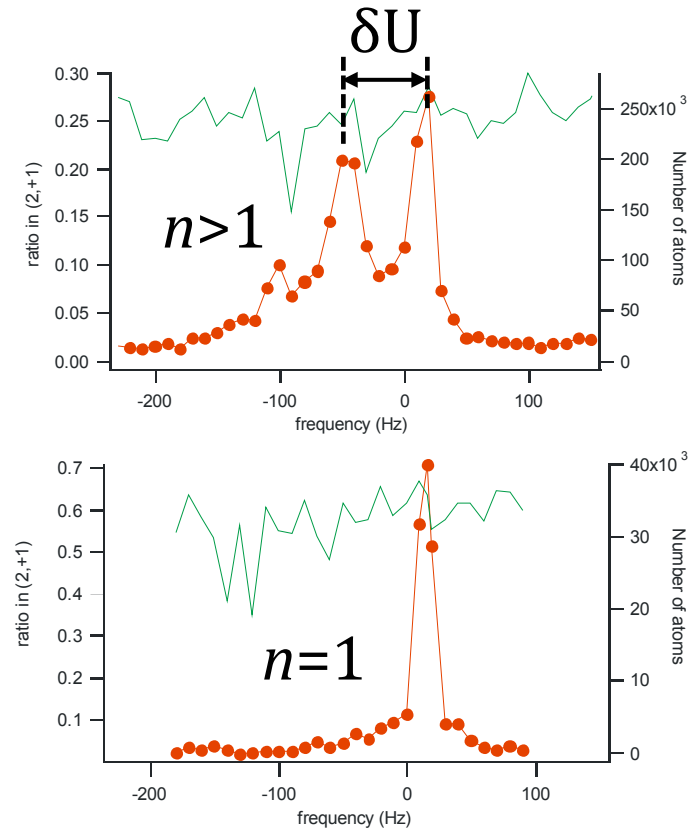 δU
0.30
0.25
0.20
0.15
0.10
0.05
0.00
ratio in (2,+1)
n>1
250x10³
200
150
100
50
0
Number of atoms
-200
-100
0
100
frequency (Hz)
0.7
0.6
0.5
0.4
0.3
0.2
0.1
ratio in (2,+1)
n=1
40x10³
30
20
10
0
Number of atoms
-200
-100
0
100
frequency (Hz)